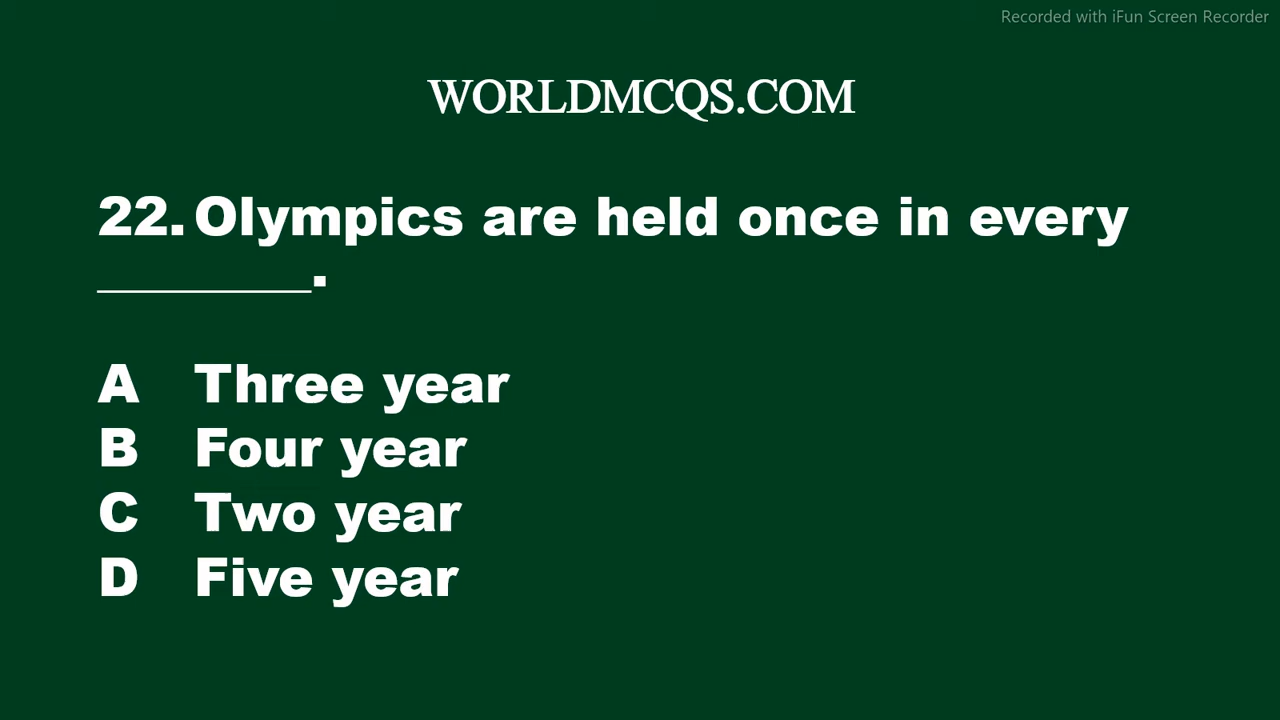 Recorded with iFun Screen Recorder
WORLDMCQS.COM
22. Olympics are held once in every
________.
A Three year
B Four year
C Two year
D Five year